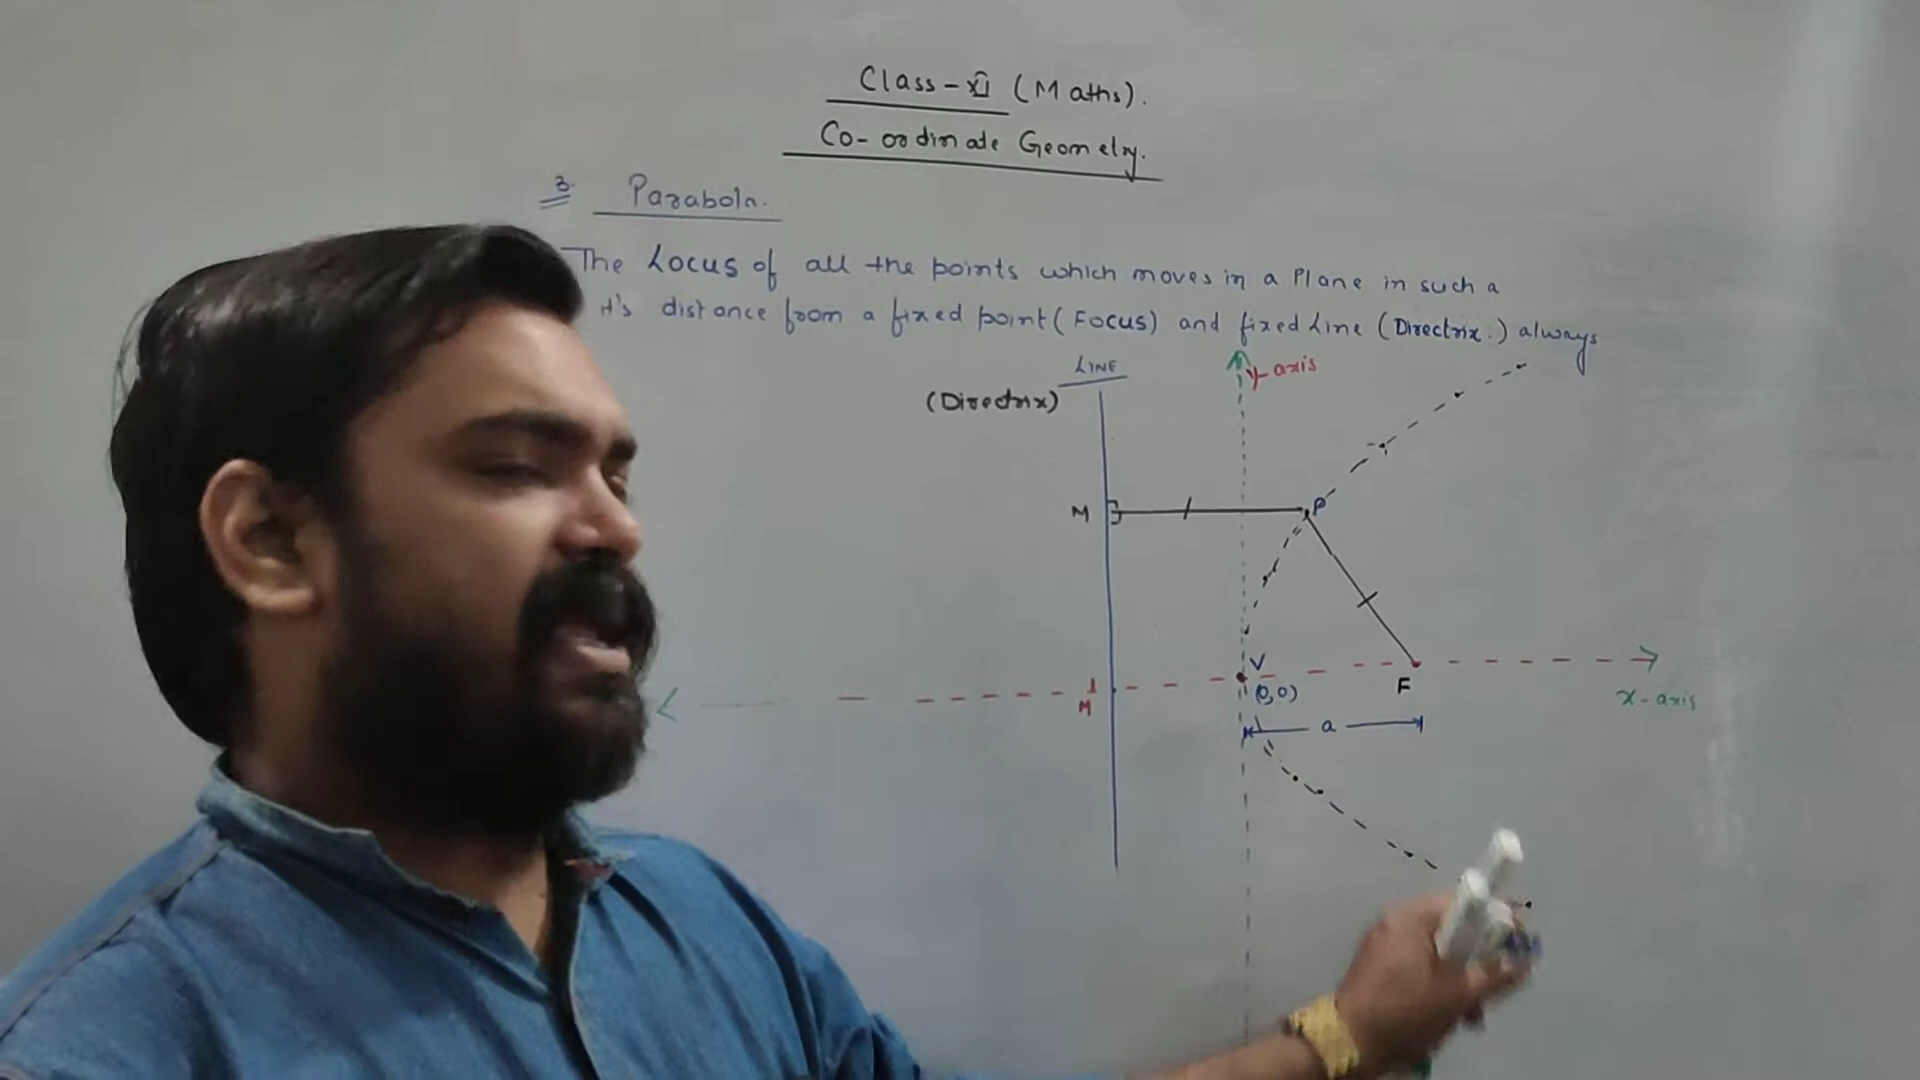 Class-XI (Maths).
Co-ordinate Geometry.
3. Parabola.
The Locus of all the points which moves in a Plane in such a
it's distance from a fixed point (Focus) and fixed Line (Directrix.) always
LINE
y-axis
(Directrix)
M
P
V
F
M
(0,0)
x-axis
a